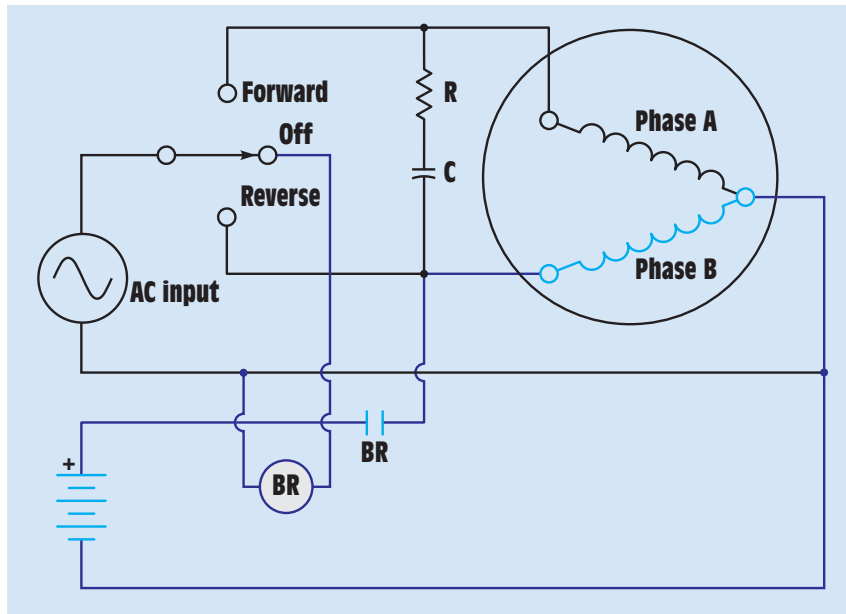 Forward
R
Off
Phase A
C
Reverse
Phase B
AC input
BR
+
BR